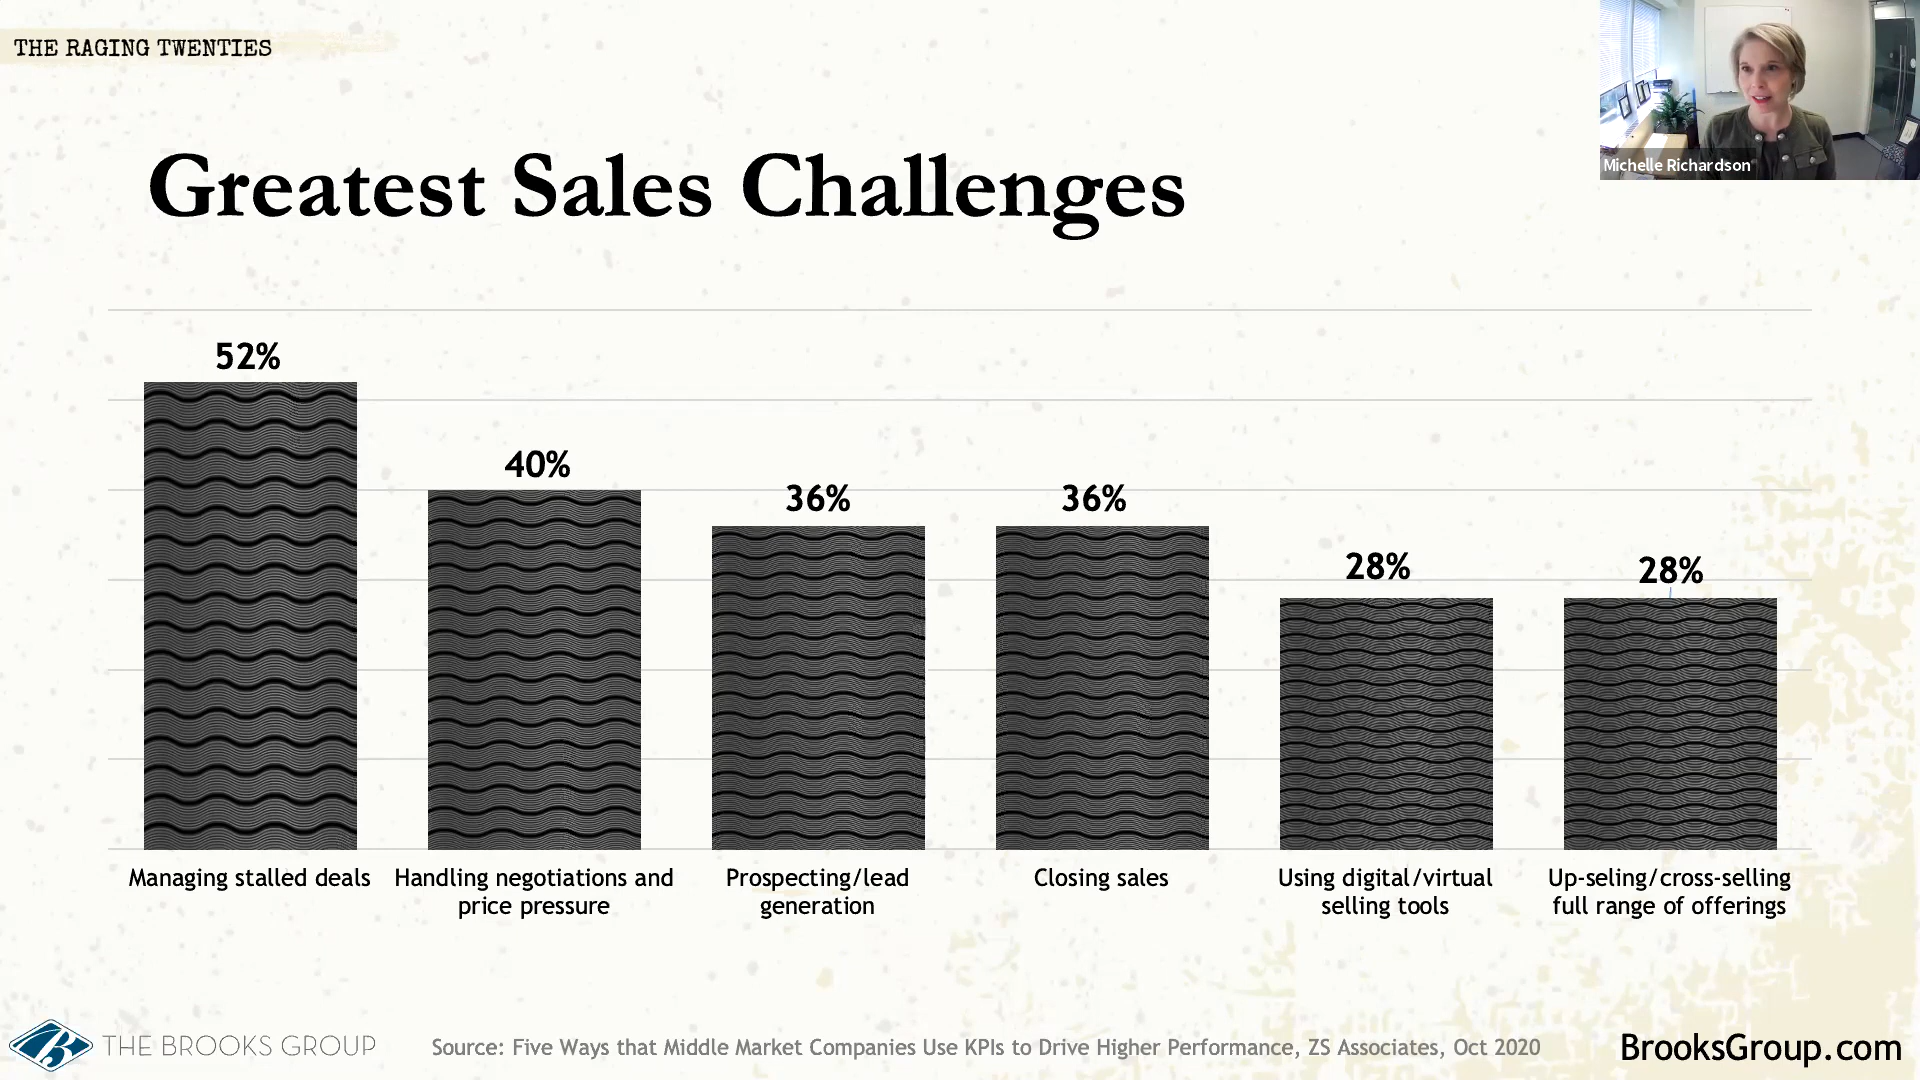 THE RAGING TWENTIES
Michelle Richardson
Greatest Sales Challenges
52%
40%
36%
36%
28%
28%
Managing stalled deals
Handling negotiations and
price pressure
Prospecting/lead
generation
Closing sales
Using digital/virtual
selling tools
Up-seling/cross-selling
full range of offerings
THE BROOKS GROUP
Source: Five Ways that Middle Market Companies Use KPIs to Drive Higher Performance, ZS Associates, Oct 2020
BrooksGroup.com